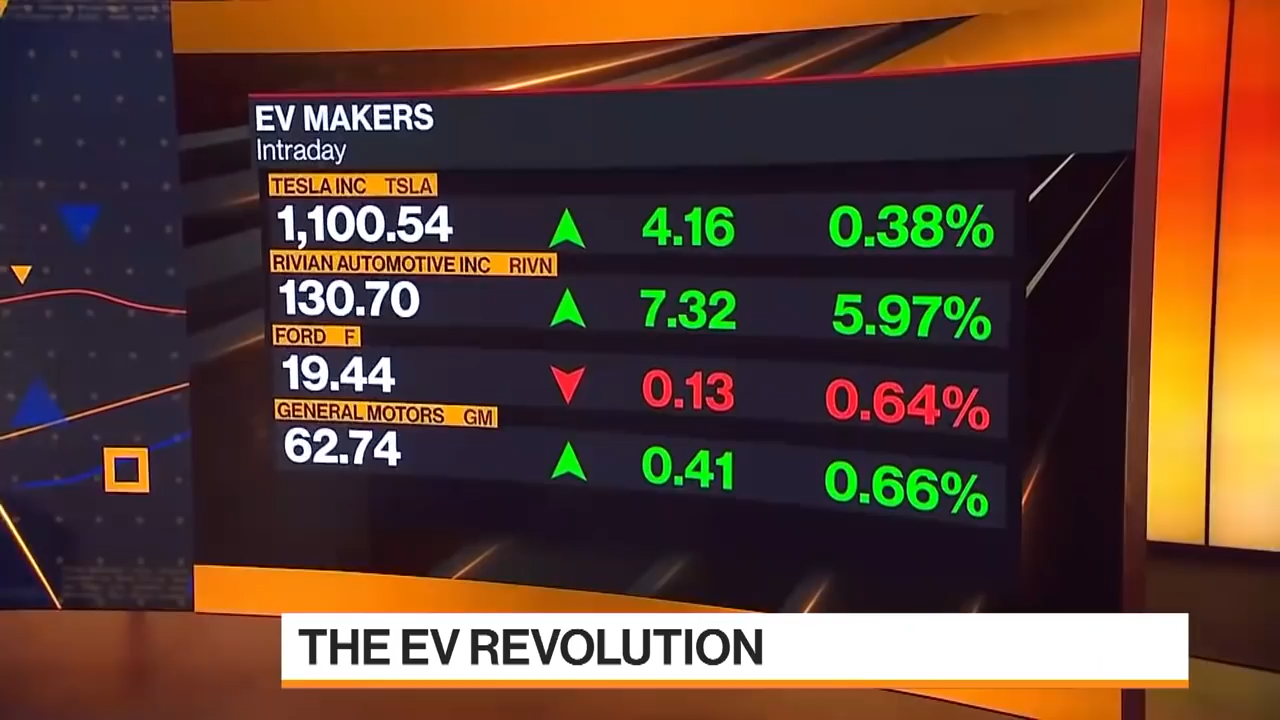 EV MAKERS
Intraday
TESLA INC TSLA
1,100.54 4.16 0.38%
RIVIAN AUTOMOTIVE INC RIVN
130.70 7.32 5.97%
FORD F
19.44 0.13 0.64%
GENERAL MOTORS GM
62.74 0.41 0.66%
THE EV REVOLUTION